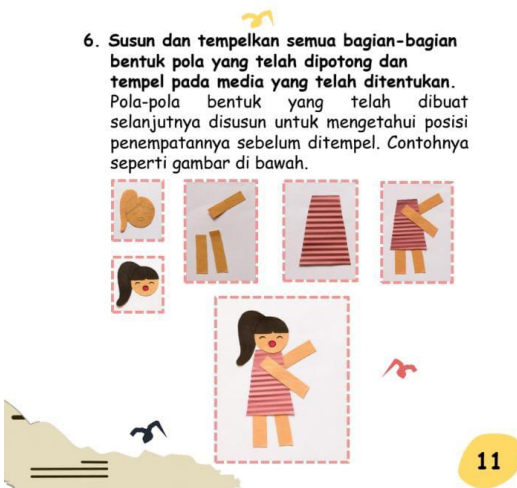 6. Susun dan tempelkan semua bagian-bagian
bentuk pola yang telah dipotong dan
tempel pada media yang telah ditentukan.
Pola-pola bentuk yang telah dibuat
selanjutnya disusun untuk mengetahui posisi
penempatannya sebelum ditempel. Contohnya
seperti gambar di bawah.
11